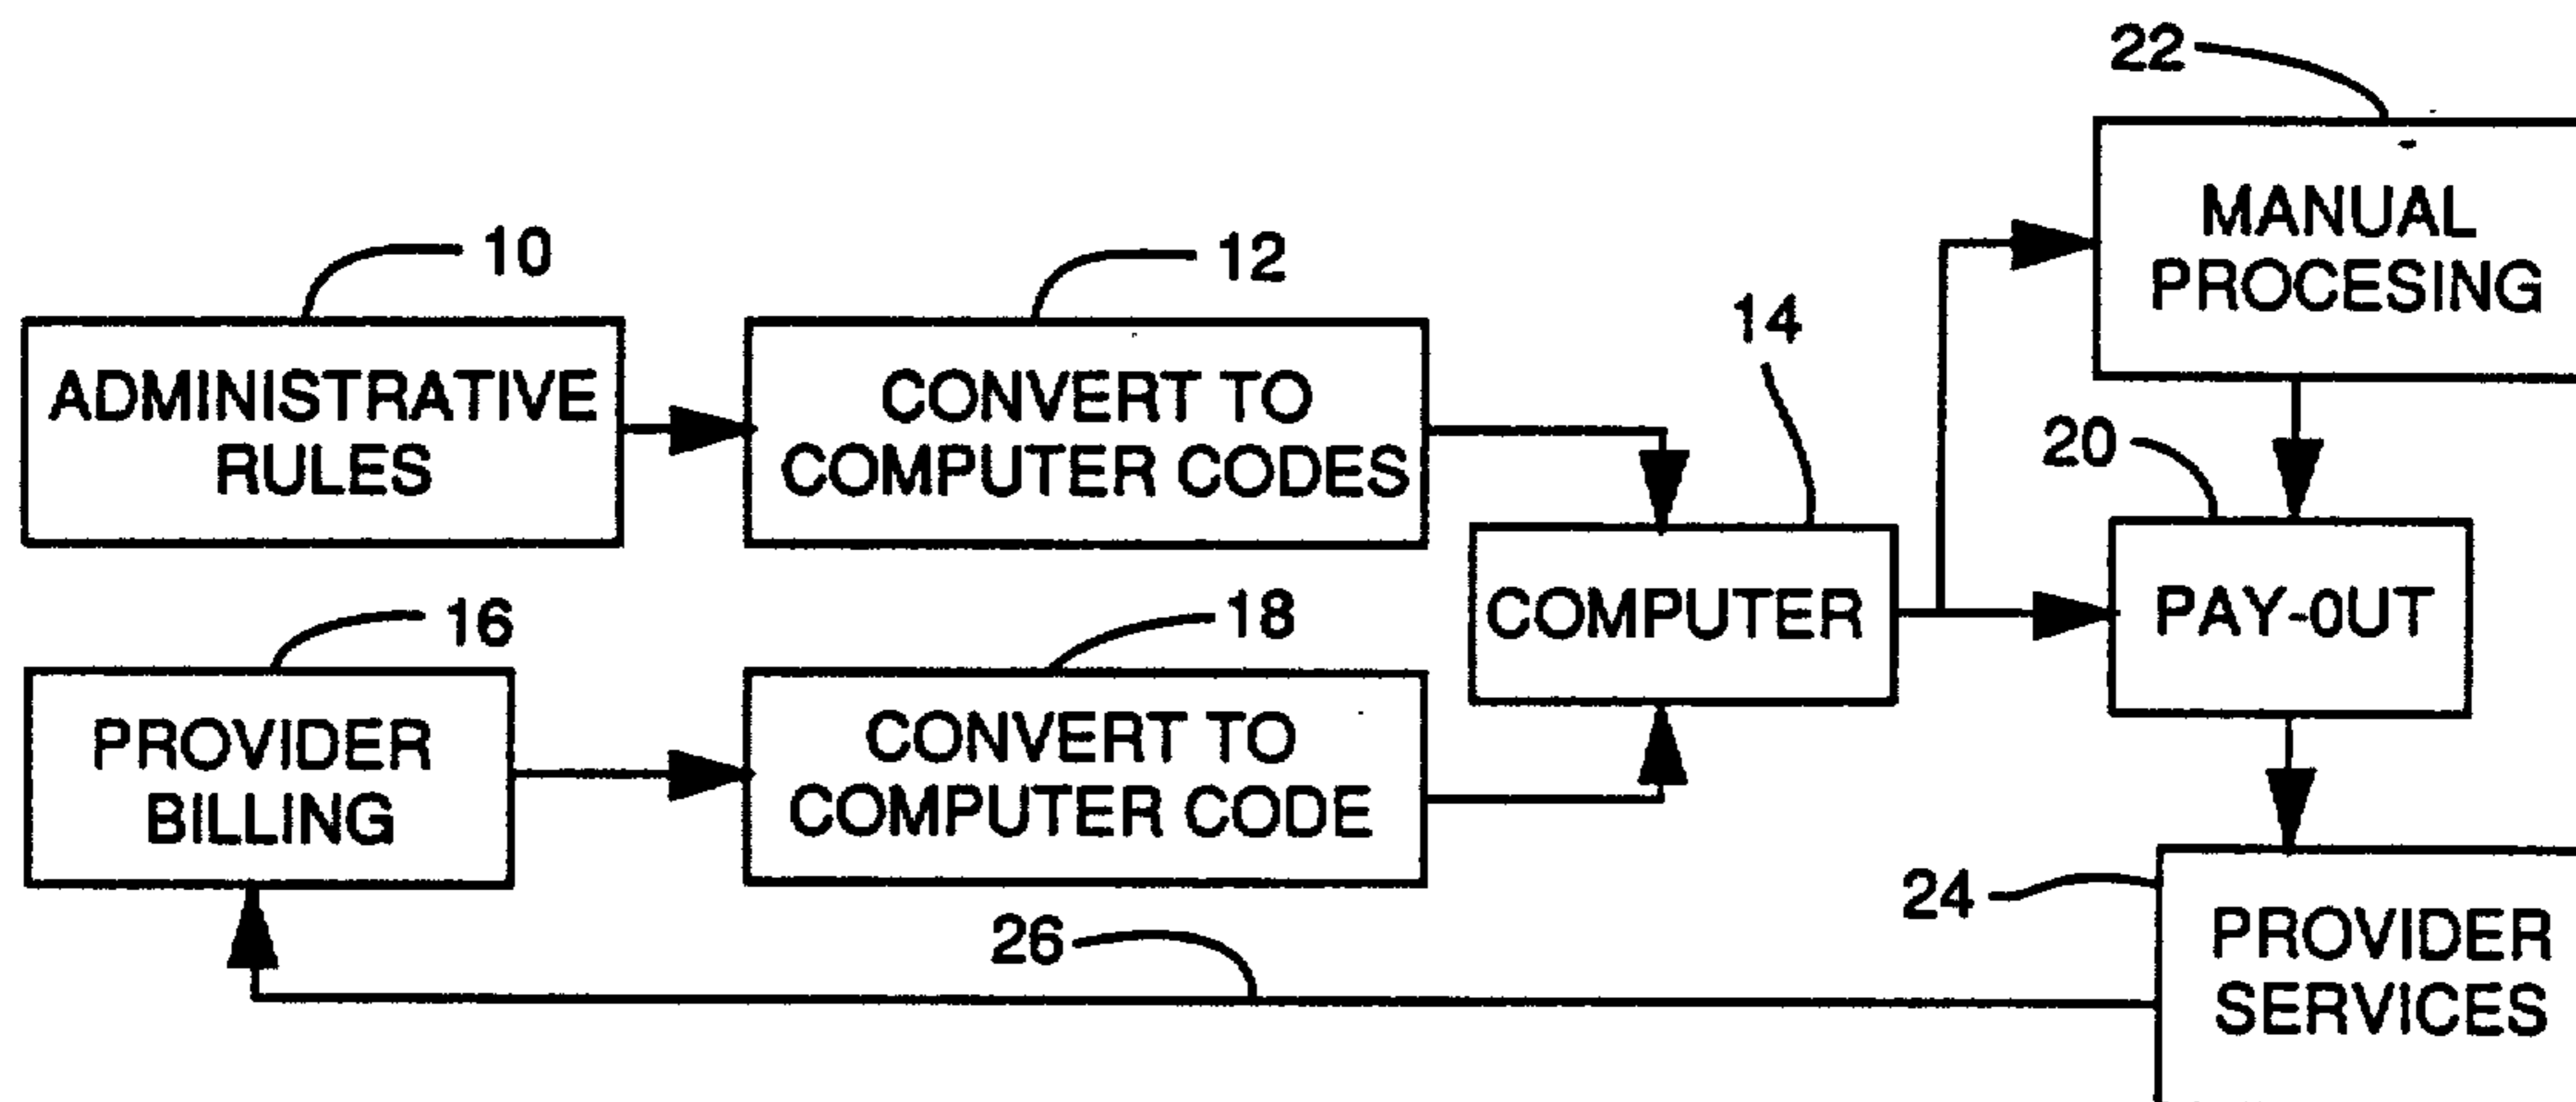 22
MANUAL
PROCESING
10
12
14
ADMINISTRATIVE
RULES
CONVERT TO
COMPUTER CODES
20
COMPUTER
PAY-0UT
16
18
PROVIDER
BILLING
CONVERT TO
COMPUTER CODE
24
PROVIDER
SERVICES
26